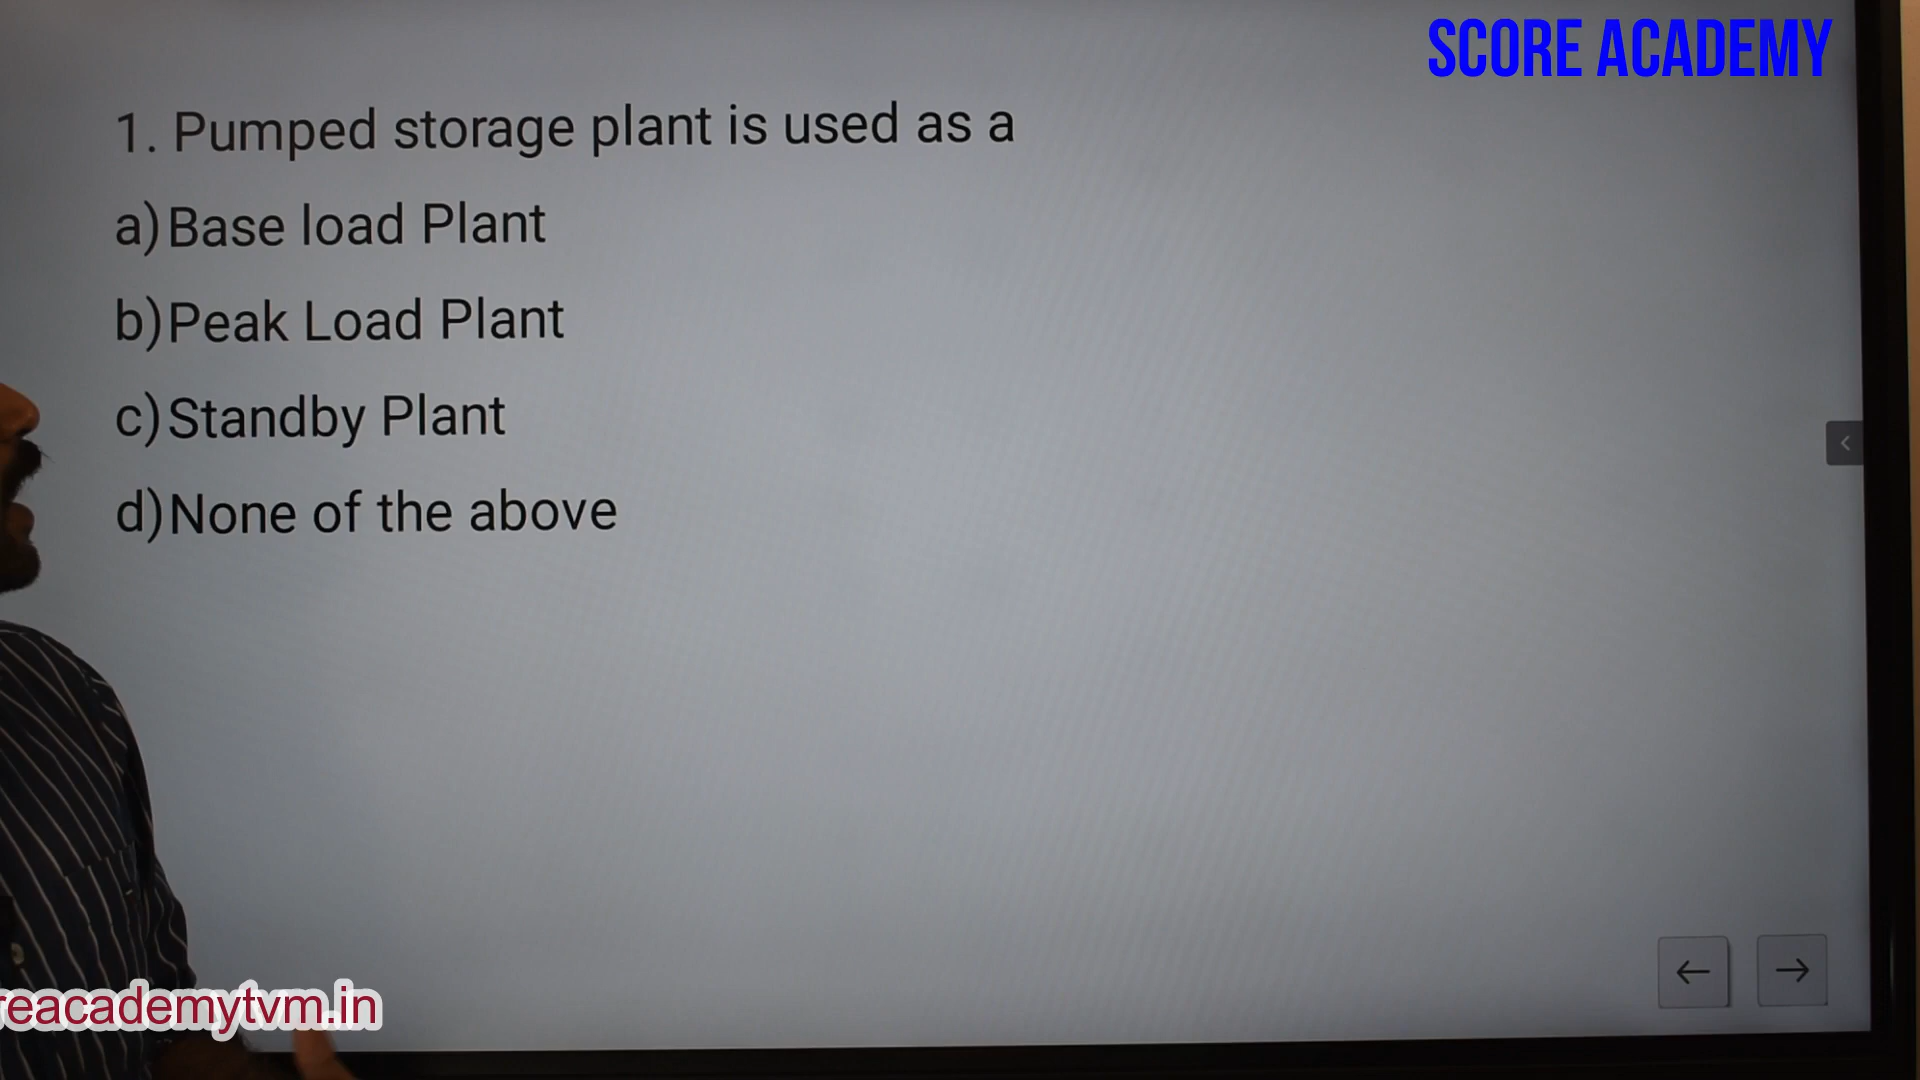 SCORE ACADEMY
1. Pumped storage plant is used as a
a) Base load Plant
b) Peak Load Plant
c) Standby Plant
d) None of the above
reacademytvm.in